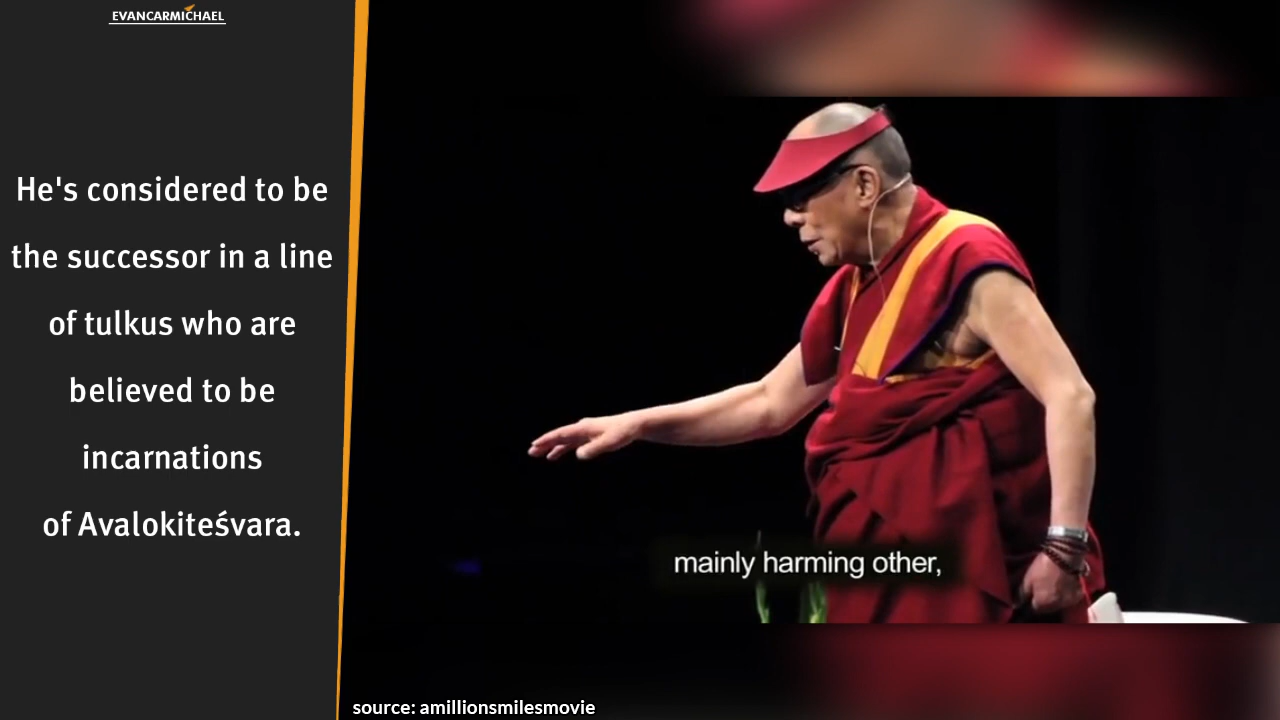 EVANCARMICHAEL
He's considered to be
the successor in a line
of tulkus who are
believed to be
incarnations
of Avalokiteśvara.
mainly harming other,
source: amillionsmilesmovie